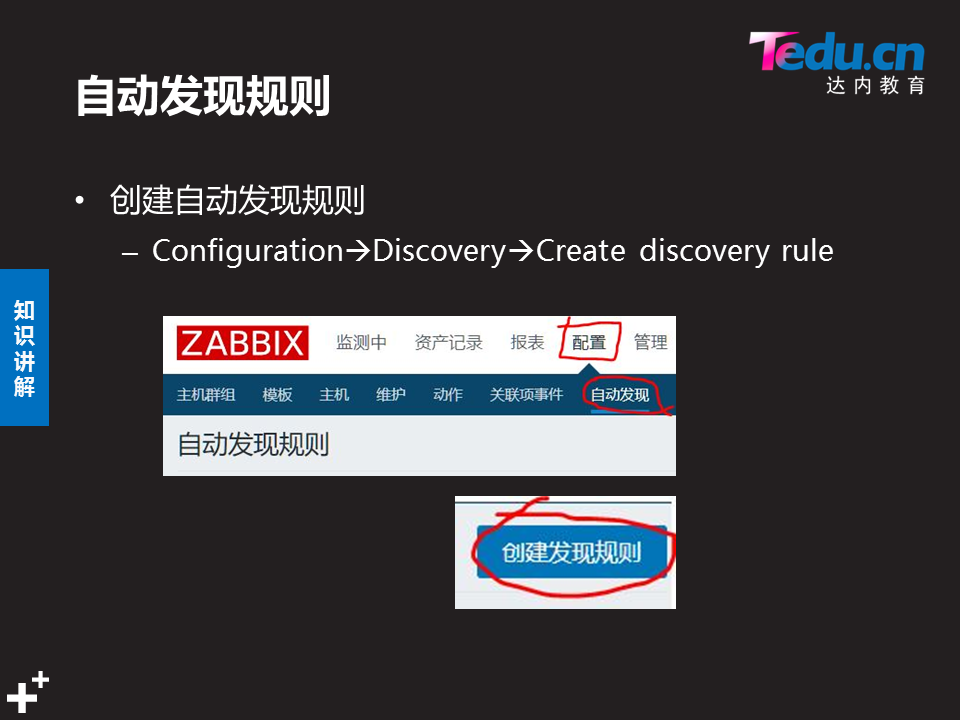 Tedu.cn
达内教育
自动发现规则
• 创建自动发现规则
– Configuration→Discovery→Create discovery rule
知识讲解
ZABBIX 监测中 资产记录 报表 配置 管理
主机群组 模板 主机 维护 动作 关联项事件 自动发现
自动发现规则
创建发现规则